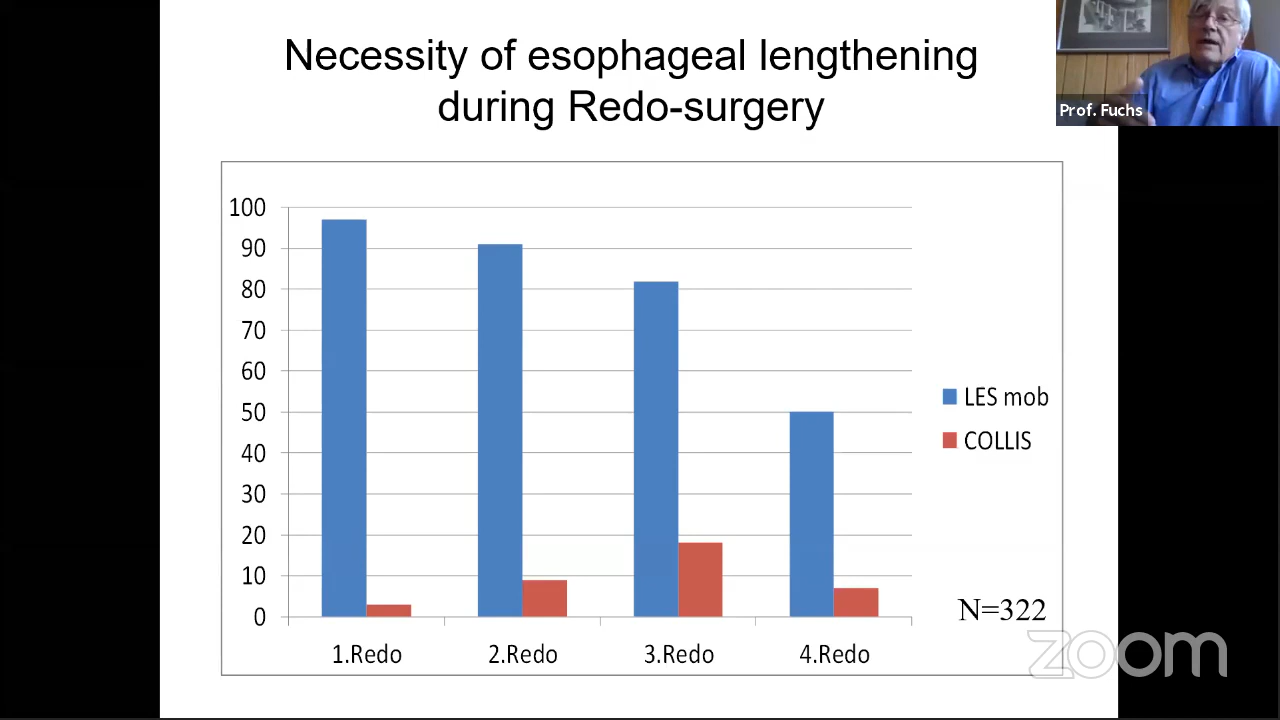 Necessity of esophageal lengthening
during Redo-surgery
Prof. Fuchs
100
90
80
70
60
50
40
30
20
10
0
1.Redo 2.Redo 3.Redo 4.Redo
LES mob
COLLIS
N=322
zoom